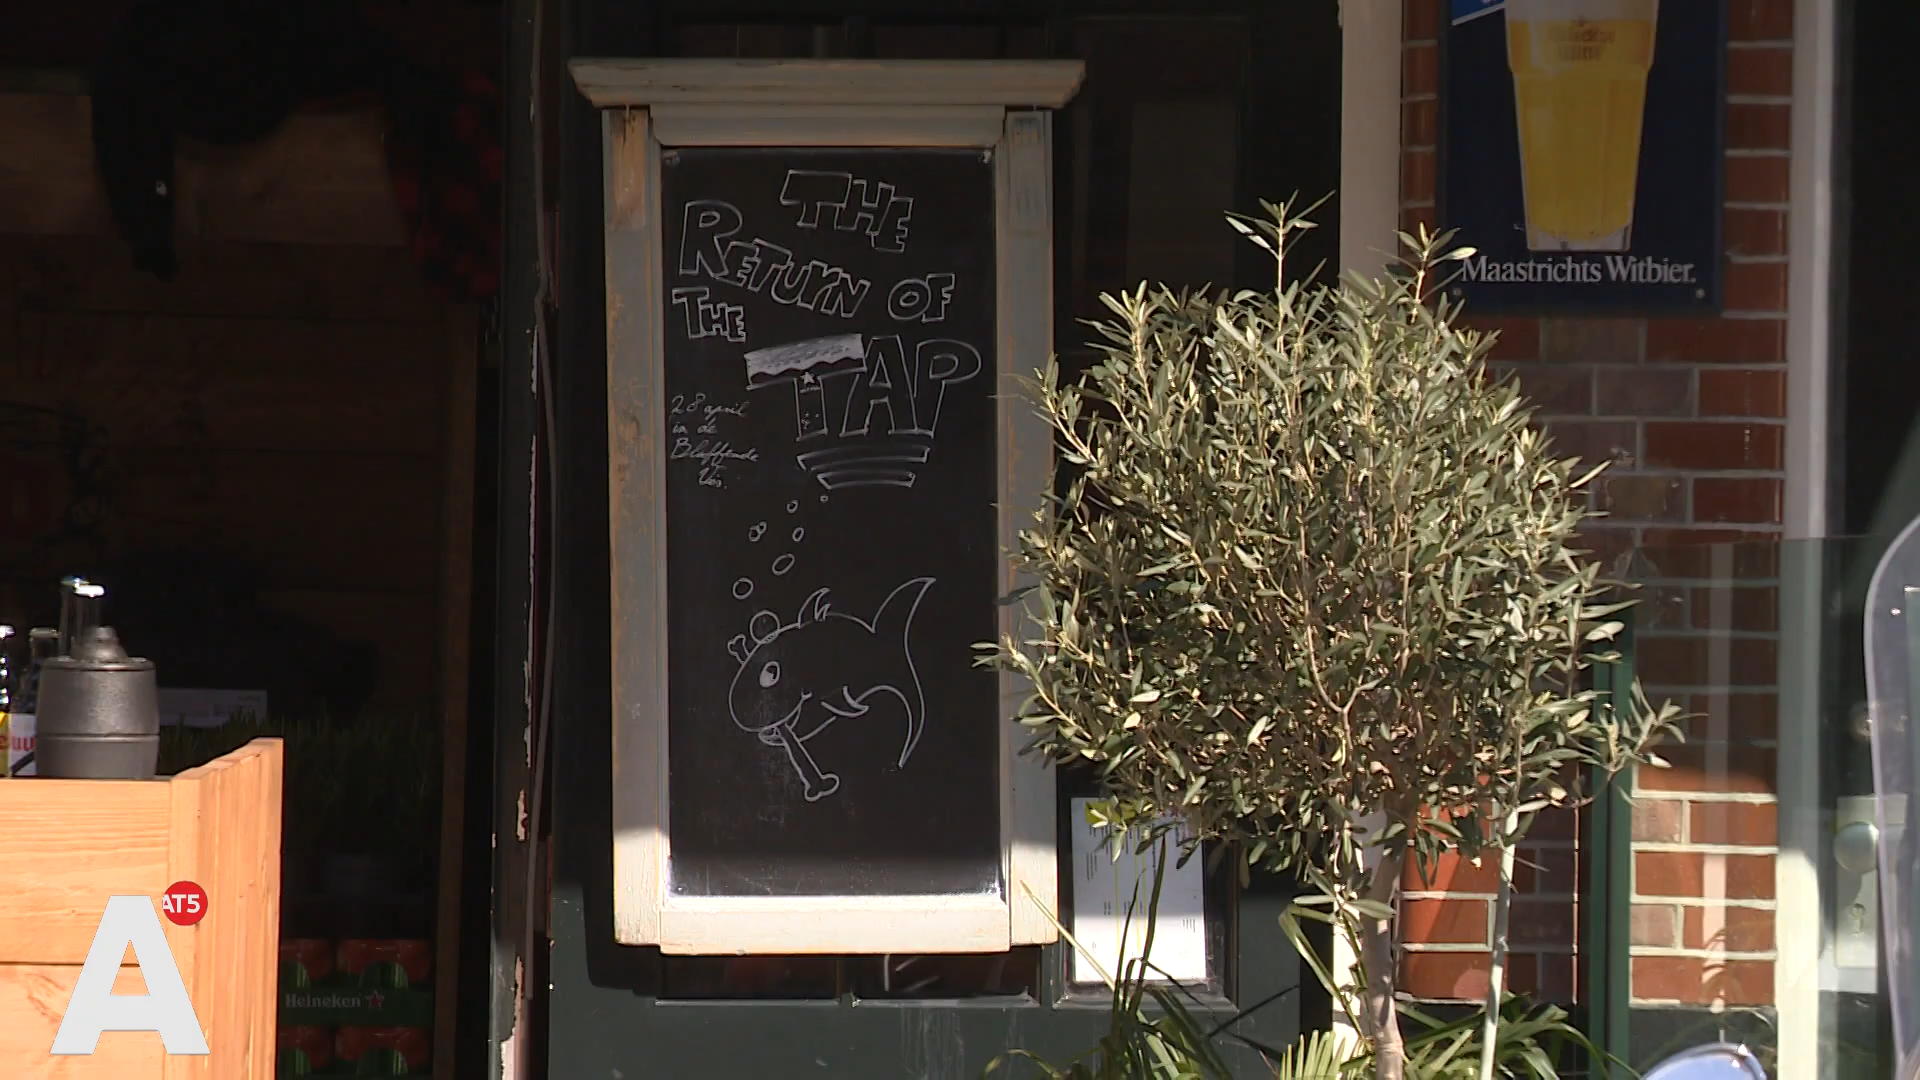 THE
RETURN OF
THE
TAP
28 april
in de
Blaffende
Vis.
Maastrichts Witbier.
Heineken
AT5
A